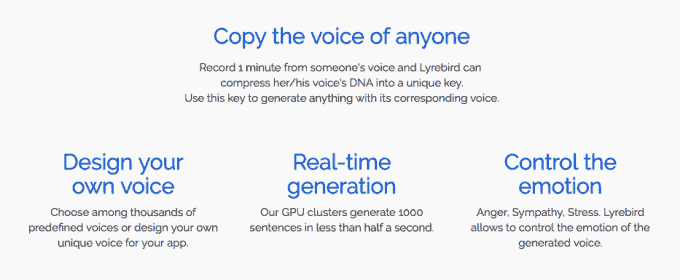 Copy the voice of anyone
Record 1 minute from someone's voice and Lyrebird can
compress her/his voice's DNA into a unique key.
Use this key to generate anything with its corresponding voice.
Design your
own voice
Choose among thousands of
predefined voices or design your own
unique voice for your app.
Real-time
generation
Our GPU clusters generate 1000
sentences in less than half a second.
Control the
emotion
Anger, Sympathy, Stress. Lyrebird
allows to control the emotion of the
generated voice.